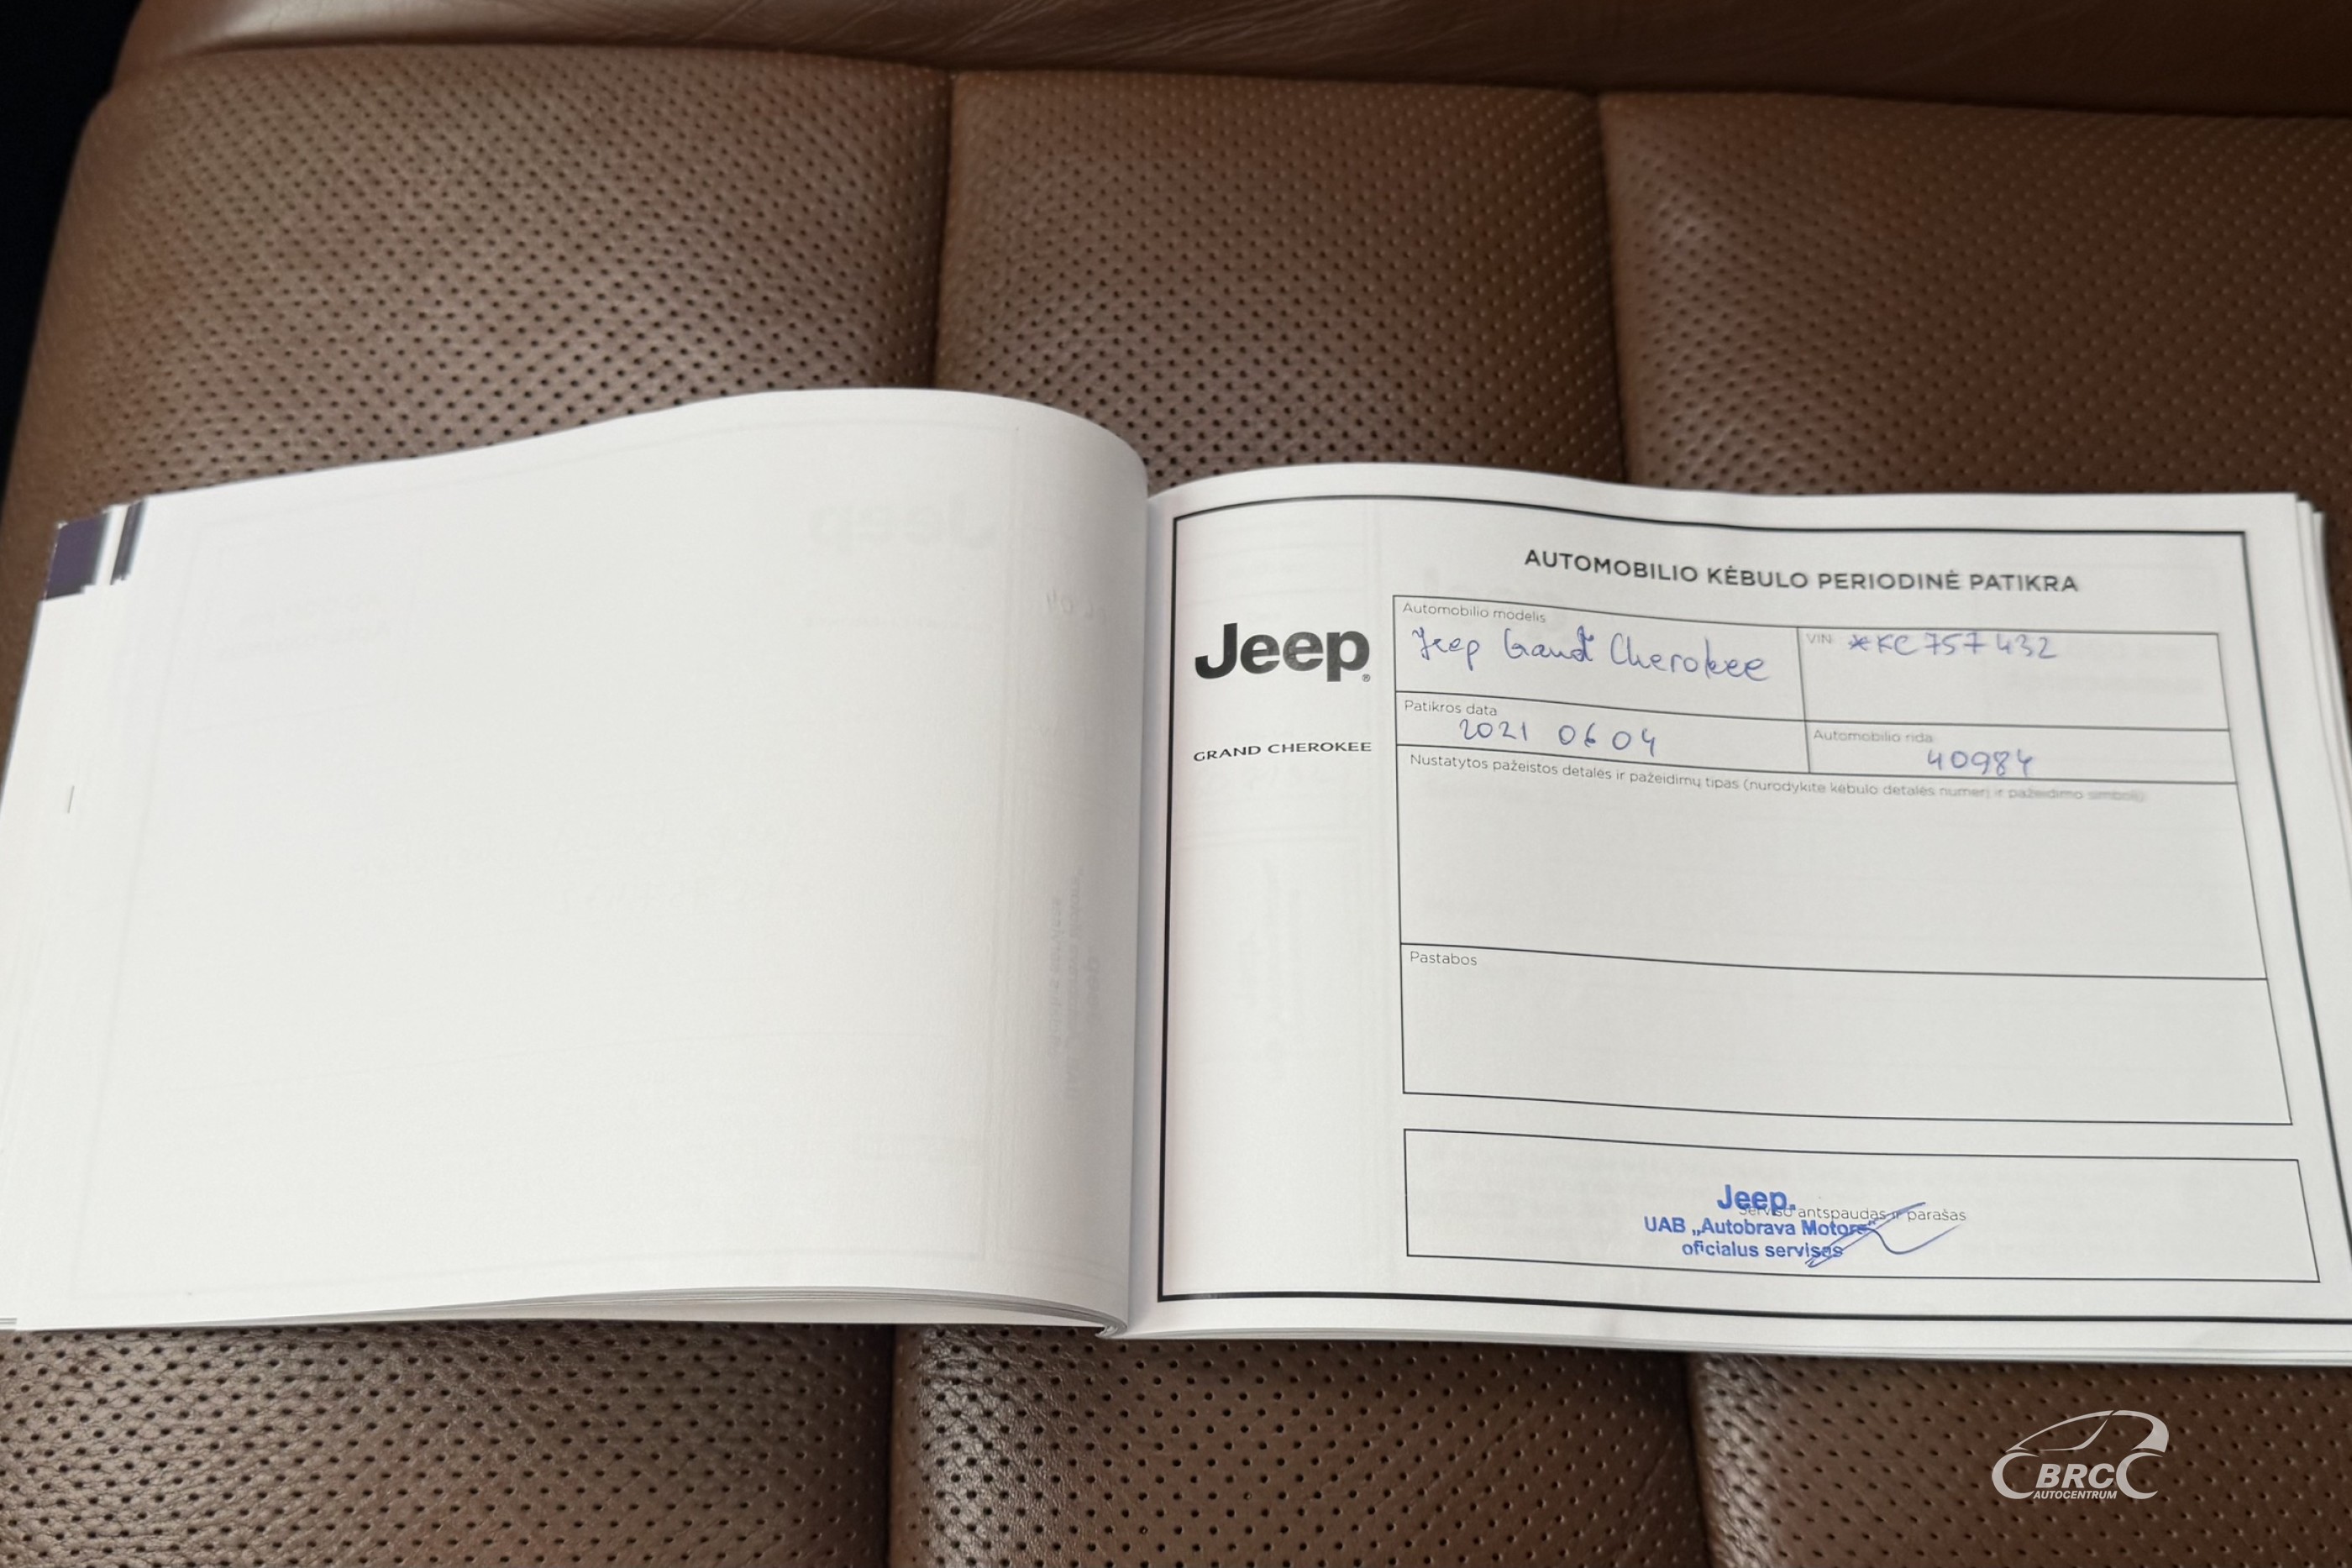 AUTOMOBILIO KĖBULO PERIODINĖ PATIKRA
Jeep®
GRAND CHEROKEE
Automobilio modelis
Jeep Grand Cherokee
VIN *KC757432
Patikros data
2021 06 04
Automobilio rida
40984
Nustatytos pažeistos detalės ir pažeidimų tipas (nurodykite kėbulo detalės numerį ir pažeidimo simbolį)
Pastabos
Jeep.
Serviso antspaudas ir parašas
UAB „Autobrava Motors"
oficialus servisas
BRC
AUTOCENTRUM